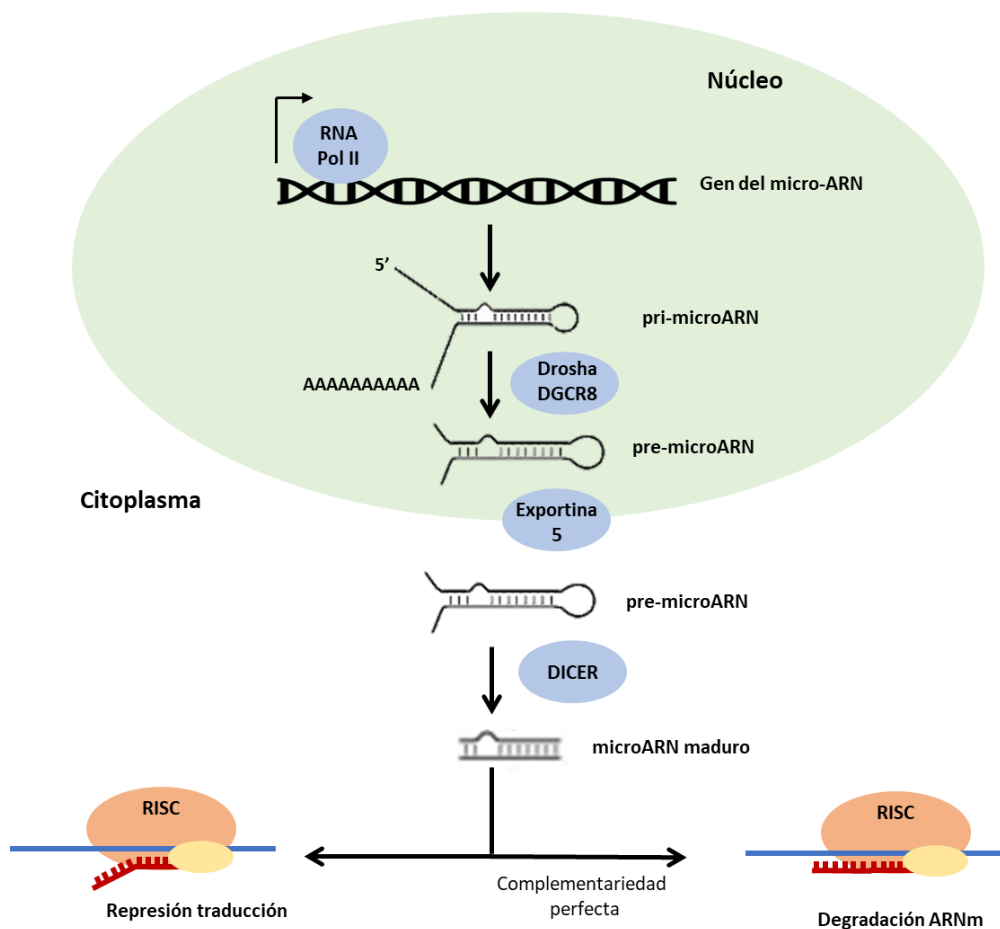 Núcleo
RNA
Pol II
Gen del micro-ARN
5’
pri-microARN
AAAAAAAAAA
Drosha
DGCR8
pre-microARN
Citoplasma
Exportina
5
pre-microARN
DICER
microARN maduro
RISC
RISC
Complementariedad
perfecta
Represión traducción
Degradación ARNm